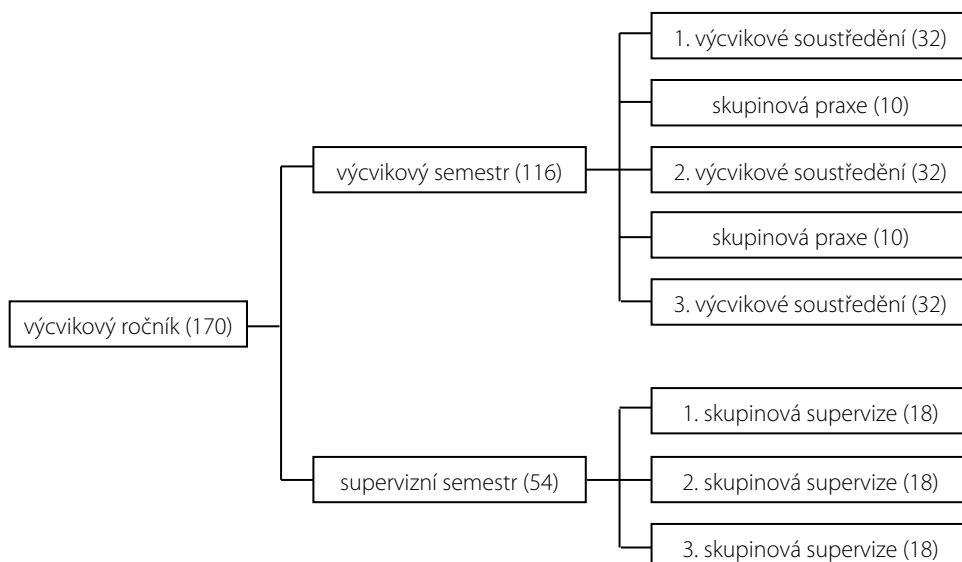 1. výcvikové soustředění (32)
skupinová praxe (10)
výcvikový semestr (116)
2. výcvikové soustředění (32)
skupinová praxe (10)
3. výcvikové soustředění (32)
výcvikový ročník (170)
1. skupinová supervize (18)
supervizní semestr (54)
2. skupinová supervize (18)
3. skupinová supervize (18)